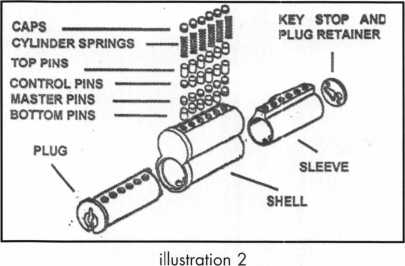 CAPS
CYLINDER SPRINGS
TOP PINS
CONTROL PINS
MASTER PINS
BOTTOM PINS
PLUG
KEY STOP AND
PLUG RETAINER
SLEEVE
SHELL
illustration 2